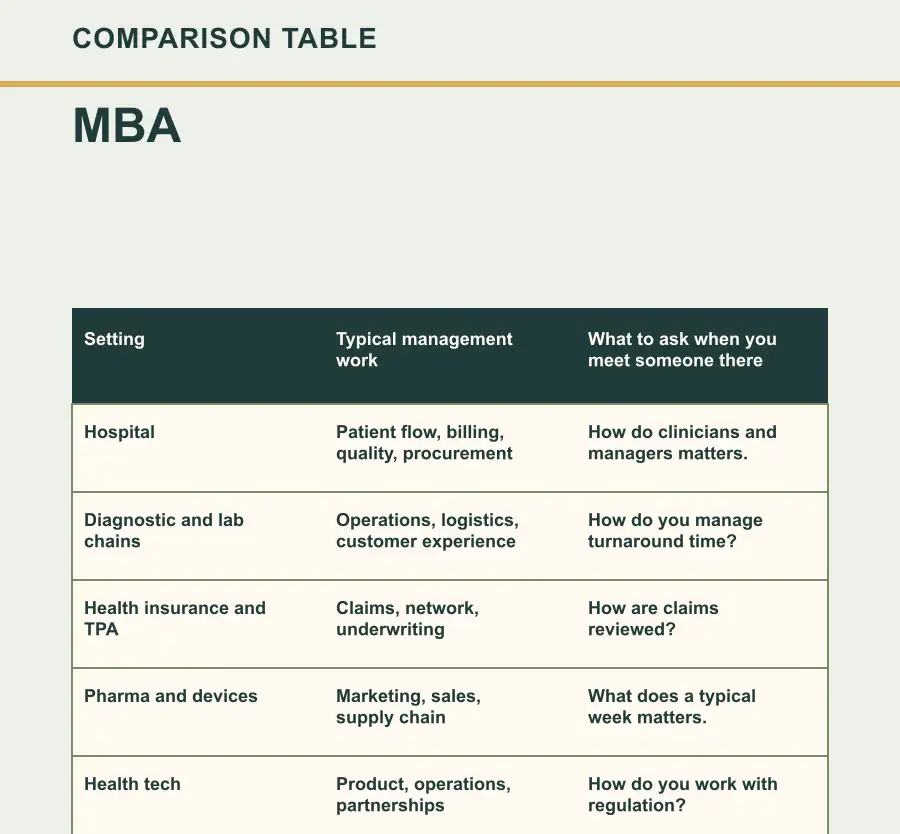 COMPARISON TABLE
MBA
Setting
Typical management
work
What to ask when you
meet someone there
Hospital
Patient flow, billing,
quality, procurement
How do clinicians and
managers matters.
Diagnostic and lab
chains
Operations, logistics,
customer experience
How do you manage
turnaround time?
Health insurance and
TPA
Claims, network,
underwriting
How are claims
reviewed?
Pharma and devices
Marketing, sales,
supply chain
What does a typical
week matters.
Health tech
Product, operations,
partnerships
How do you work with
regulation?